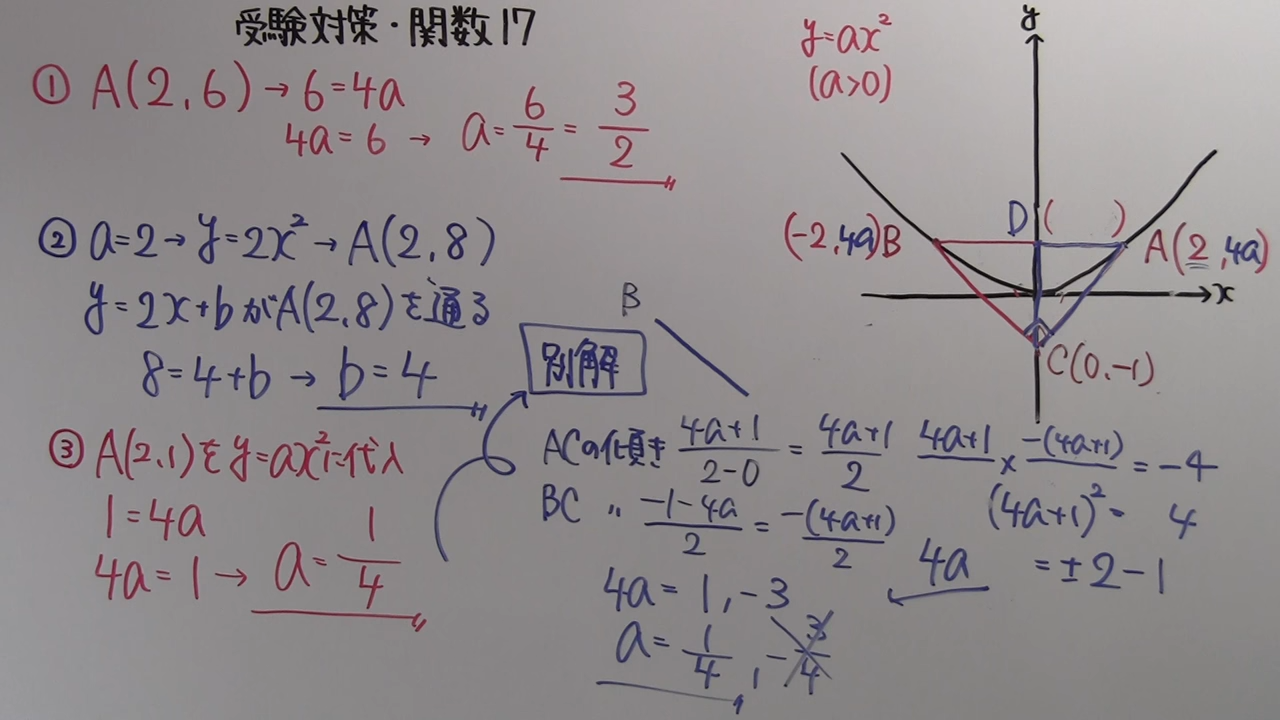 受験対策・関数17
① A(2,6)→6=4a
4a=6 → a=6/4=3/2
② a=2→y=2x²→A(2,8)
y=2x+bがA(2,8)を通る
8=4+b → b=4
③ A(2,1)をy=ax²に代入
1=4a
4a=1→ a=1/4
y=ax²
(a>0)
y
D ( )
(-2,4a)B
A(2,4a)
x
C(0,-1)
B
別解
ACの傾き (4a+1)/(2-0) = (4a+1)/2
BC 〃 (-1-4a)/2 = -(4a+1)/2
4a+1 × -(4a+1) = -4
(4a+1)²= 4
4a =±2-1
4a=1,-3
a=1/4,-3/4